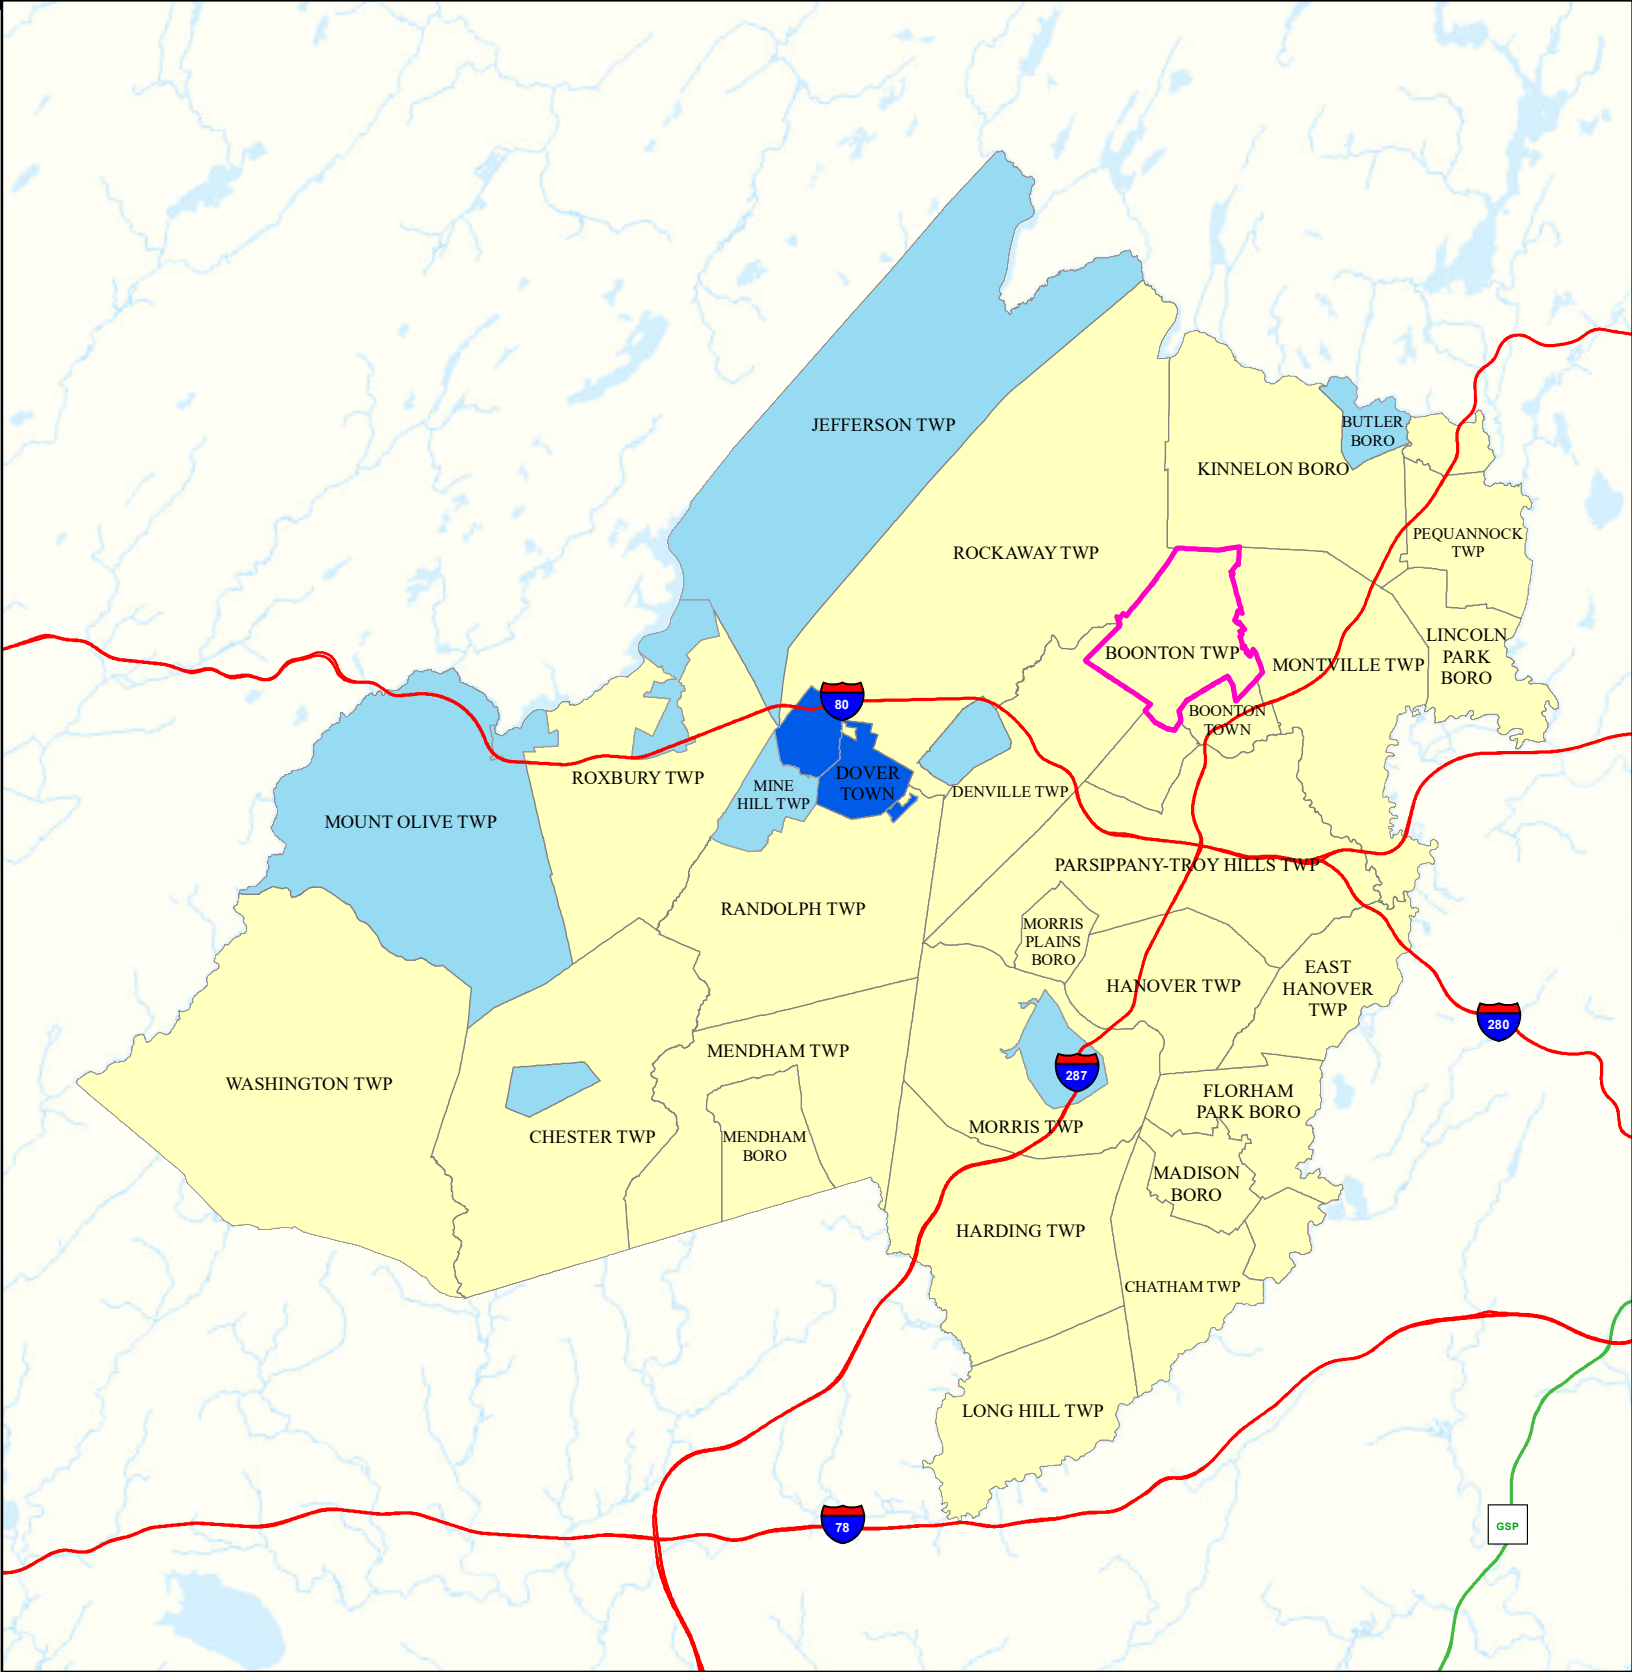 JEFFERSON TWP
BUTLER
BORO
KINNELON BORO
PEQUANNOCK
TWP
ROCKAWAY TWP
LINCOLN
PARK
BORO
BOONTON TWP
MONTVILLE TWP
80
BOONTON
TOWN
ROXBURY TWP
DOVER
TOWN
MINE
HILL TWP
DENVILLE TWP
MOUNT OLIVE TWP
PARSIPPANY-TROY HILLS TWP
RANDOLPH TWP
MORRIS
PLAINS
BORO
EAST
HANOVER
TWP
HANOVER TWP
280
MENDHAM TWP
287
WASHINGTON TWP
FLORHAM
PARK BORO
CHESTER TWP
MENDHAM
BORO
MORRIS TWP
MADISON
BORO
HARDING TWP
CHATHAM TWP
LONG HILL TWP
78
GSP